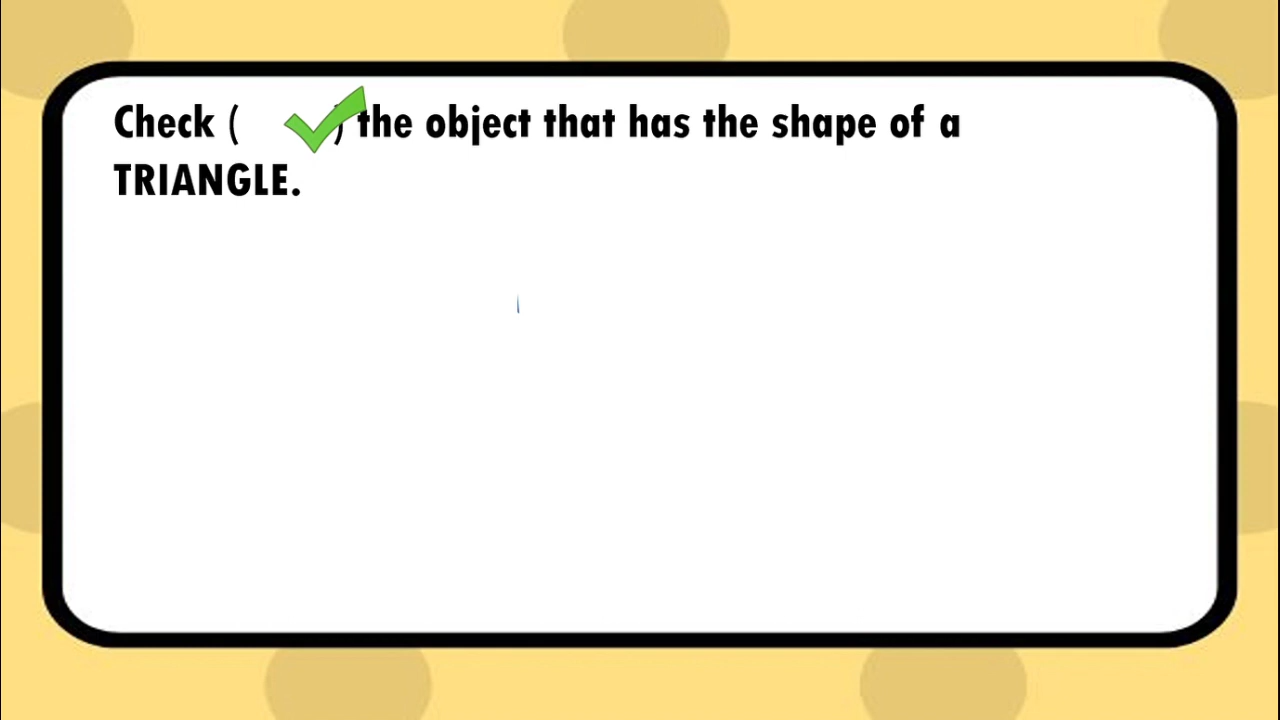 Check ( ) the object that has the shape of a
TRIANGLE.